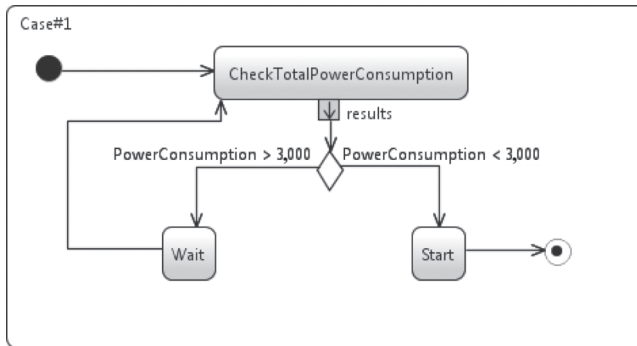 Case#1
CheckTotalPowerConsumption
results
PowerConsumption > 3,000
PowerConsumption < 3,000
Wait
Start